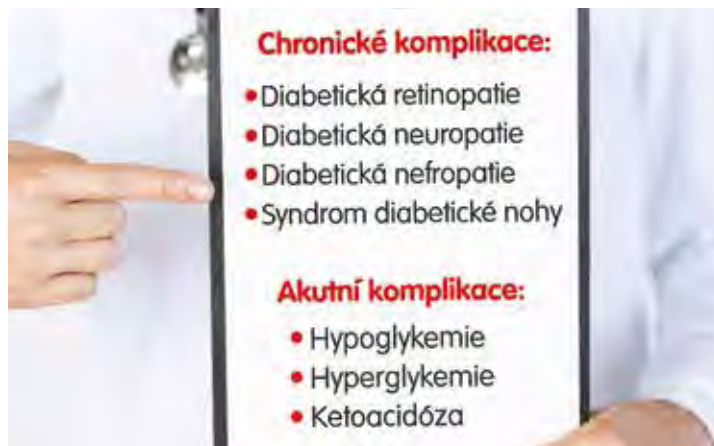 Chronické komplikace:
• Diabetická retinopatie
• Diabetická neuropatie
• Diabetická nefropatie
• Syndrom diabetické nohy
Akutní komplikace:
• Hypoglykemie
• Hyperglykemie
• Ketoacidóza